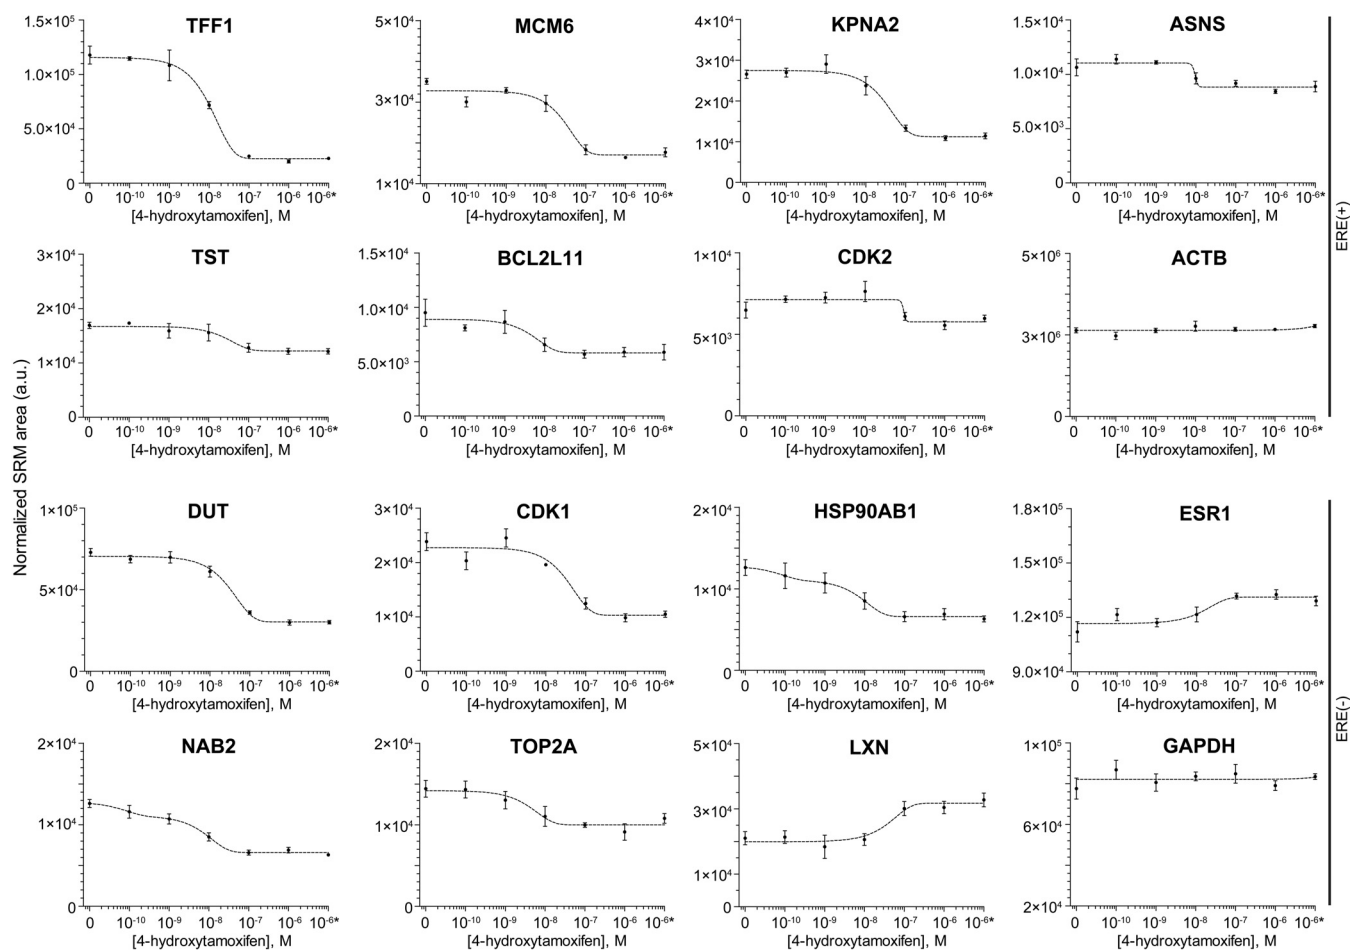 TFF1
MCM6
KPNA2
ASNS
1.5×10⁵
1.0×10⁵
5.0×10⁴
0
5×10⁴
3×10⁴
1×10⁴
4×10⁴
3×10⁴
2×10⁴
1×10⁴
0
1.5×10⁴
1.0×10⁴
5.0×10³
0
0 10⁻¹⁰ 10⁻⁹ 10⁻⁸ 10⁻⁷ 10⁻⁶ 10⁻⁶*
0 10⁻¹⁰ 10⁻⁹ 10⁻⁸ 10⁻⁷ 10⁻⁶ 10⁻⁶*
0 10⁻¹⁰ 10⁻⁹ 10⁻⁸ 10⁻⁷ 10⁻⁶ 10⁻⁶*
0 10⁻¹⁰ 10⁻⁹ 10⁻⁸ 10⁻⁷ 10⁻⁶ 10⁻⁶*
[4-hydroxytamoxifen], M
[4-hydroxytamoxifen], M
[4-hydroxytamoxifen], M
[4-hydroxytamoxifen], M
TST
BCL2L11
CDK2
ACTB
3×10⁴
2×10⁴
1×10⁴
0
1.5×10⁴
1.0×10⁴
5.0×10³
0
1×10⁴
5×10³
0
5×10⁶
3×10⁶
0
0 10⁻¹⁰ 10⁻⁹ 10⁻⁸ 10⁻⁷ 10⁻⁶ 10⁻⁶*
0 10⁻¹⁰ 10⁻⁹ 10⁻⁸ 10⁻⁷ 10⁻⁶ 10⁻⁶*
0 10⁻¹⁰ 10⁻⁹ 10⁻⁸ 10⁻⁷ 10⁻⁶ 10⁻⁶*
0 10⁻¹⁰ 10⁻⁹ 10⁻⁸ 10⁻⁷ 10⁻⁶ 10⁻⁶*
[4-hydroxytamoxifen], M
[4-hydroxytamoxifen], M
[4-hydroxytamoxifen], M
[4-hydroxytamoxifen], M
ERE(+)
Normalized SRM area (a.u.)
DUT
CDK1
HSP90AB1
ESR1
1×10⁵
5×10⁴
0
3×10⁴
2×10⁴
1×10⁴
0
2×10⁴
1×10⁴
0
1.8×10⁵
1.5×10⁵
1.2×10⁵
9.0×10⁴
0 10⁻¹⁰ 10⁻⁹ 10⁻⁸ 10⁻⁷ 10⁻⁶ 10⁻⁶*
0 10⁻¹⁰ 10⁻⁹ 10⁻⁸ 10⁻⁷ 10⁻⁶ 10⁻⁶*
0 10⁻¹⁰ 10⁻⁹ 10⁻⁸ 10⁻⁷ 10⁻⁶ 10⁻⁶*
0 10⁻¹⁰ 10⁻⁹ 10⁻⁸ 10⁻⁷ 10⁻⁶ 10⁻⁶*
[4-hydroxytamoxifen], M
[4-hydroxytamoxifen], M
[4-hydroxytamoxifen], M
[4-hydroxytamoxifen], M
NAB2
TOP2A
LXN
GAPDH
2×10⁴
1×10⁴
0
2×10⁴
1×10⁴
0
5×10⁴
3×10⁴
1×10⁴
0
1×10⁵
6×10⁴
2×10⁴
0 10⁻¹⁰ 10⁻⁹ 10⁻⁸ 10⁻⁷ 10⁻⁶ 10⁻⁶*
0 10⁻¹⁰ 10⁻⁹ 10⁻⁸ 10⁻⁷ 10⁻⁶ 10⁻⁶*
0 10⁻¹⁰ 10⁻⁹ 10⁻⁸ 10⁻⁷ 10⁻⁶ 10⁻⁶*
0 10⁻¹⁰ 10⁻⁹ 10⁻⁸ 10⁻⁷ 10⁻⁶ 10⁻⁶*
[4-hydroxytamoxifen], M
[4-hydroxytamoxifen], M
[4-hydroxytamoxifen], M
[4-hydroxytamoxifen], M
ERE(-)